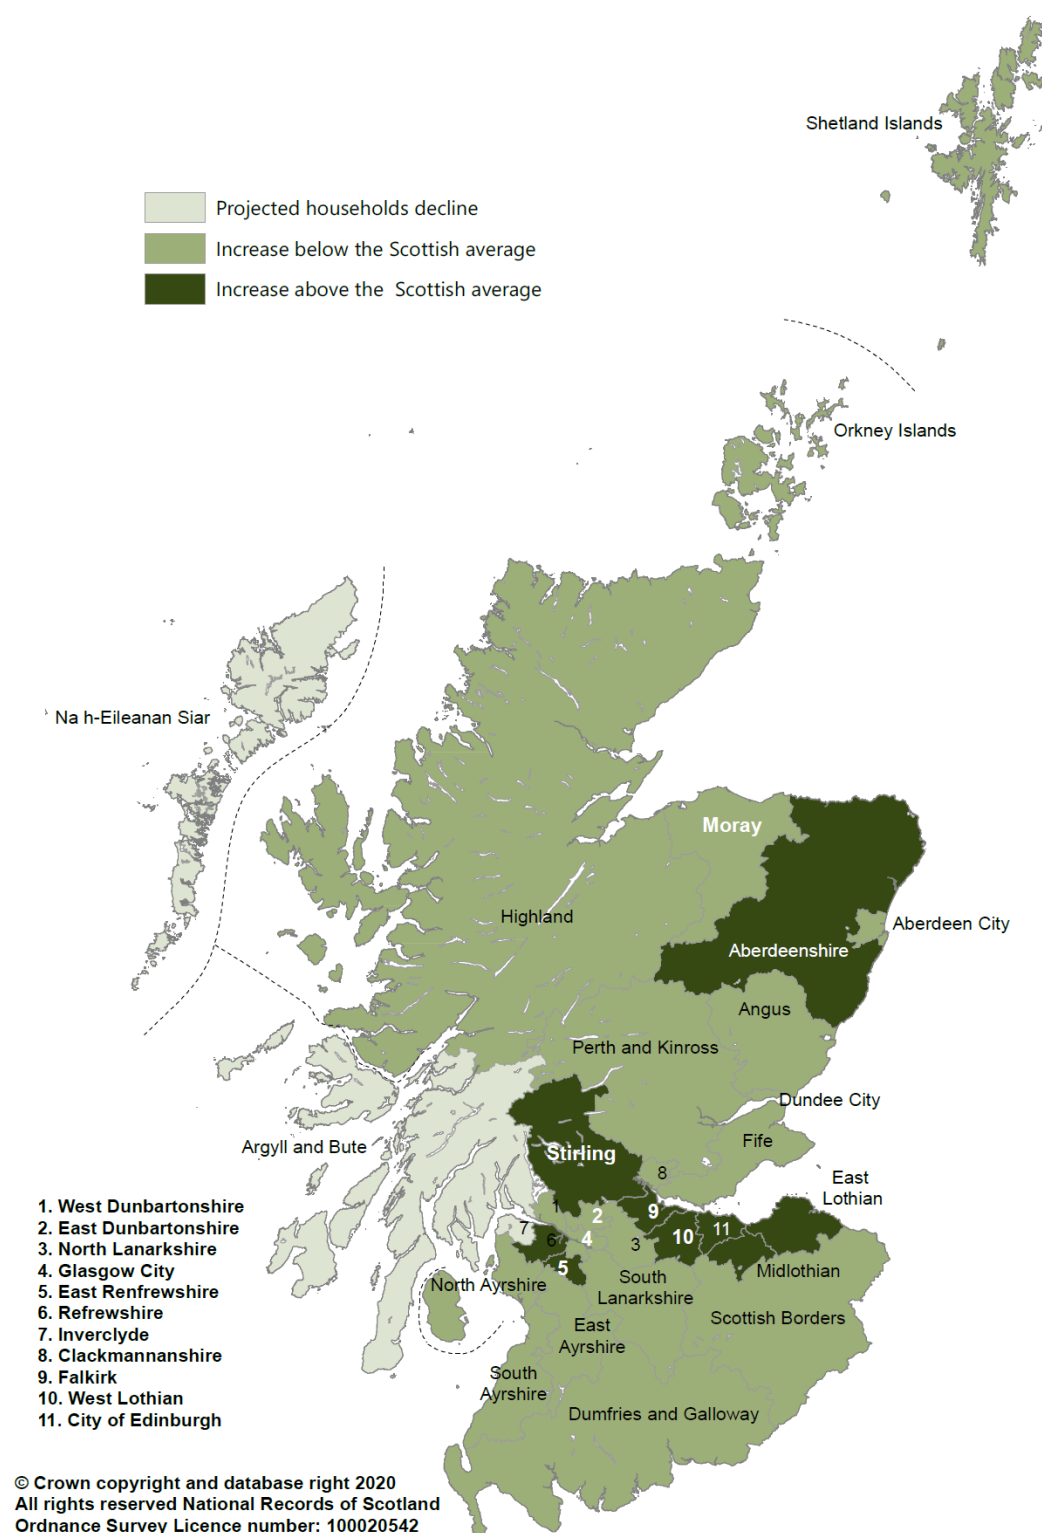 Shetland Islands
Projected households decline
Increase below the Scottish average
Increase above the  Scottish average
Orkney Islands
Na h-Eileanan Siar
Moray
Highland
Aberdeen City
Aberdeenshire
Angus
Perth and Kinross
Dundee City
Fife
Argyll and Bute
Stirling
8
East
Lothian
1
2
9
11
7
6
4
3
10
5
Midlothian
North Ayrshire
South
Lanarkshire
Scottish Borders
East
Ayrshire
South
Ayrshire
Dumfries and Galloway
1. West Dunbartonshire
2. East Dunbartonshire
3. North Lanarkshire
4. Glasgow City
5. East Renfrewshire
6. Refrewshire
7. Inverclyde
8. Clackmannanshire
9. Falkirk
10. West Lothian
11. City of Edinburgh
© Crown copyright and database right 2020
All rights reserved National Records of Scotland
Ordnance Survey Licence number: 100020542